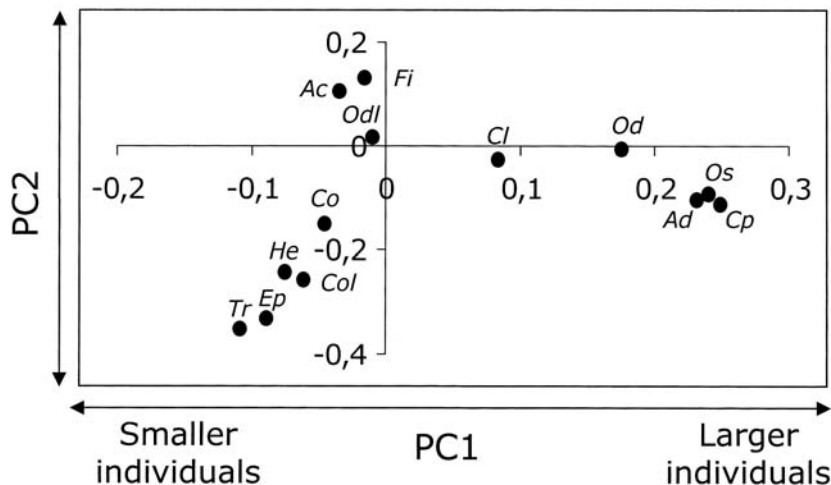 0,2
Ac
Fi
Odl
Cl
Od
0
-0,2
-0,1
0
0,1
0,2
0,3
Os
Ad
Cp
Co
-0,2
He
Col
Tr
Ep
-0,4
PC2
Smaller
individuals
PC1
Larger
individuals